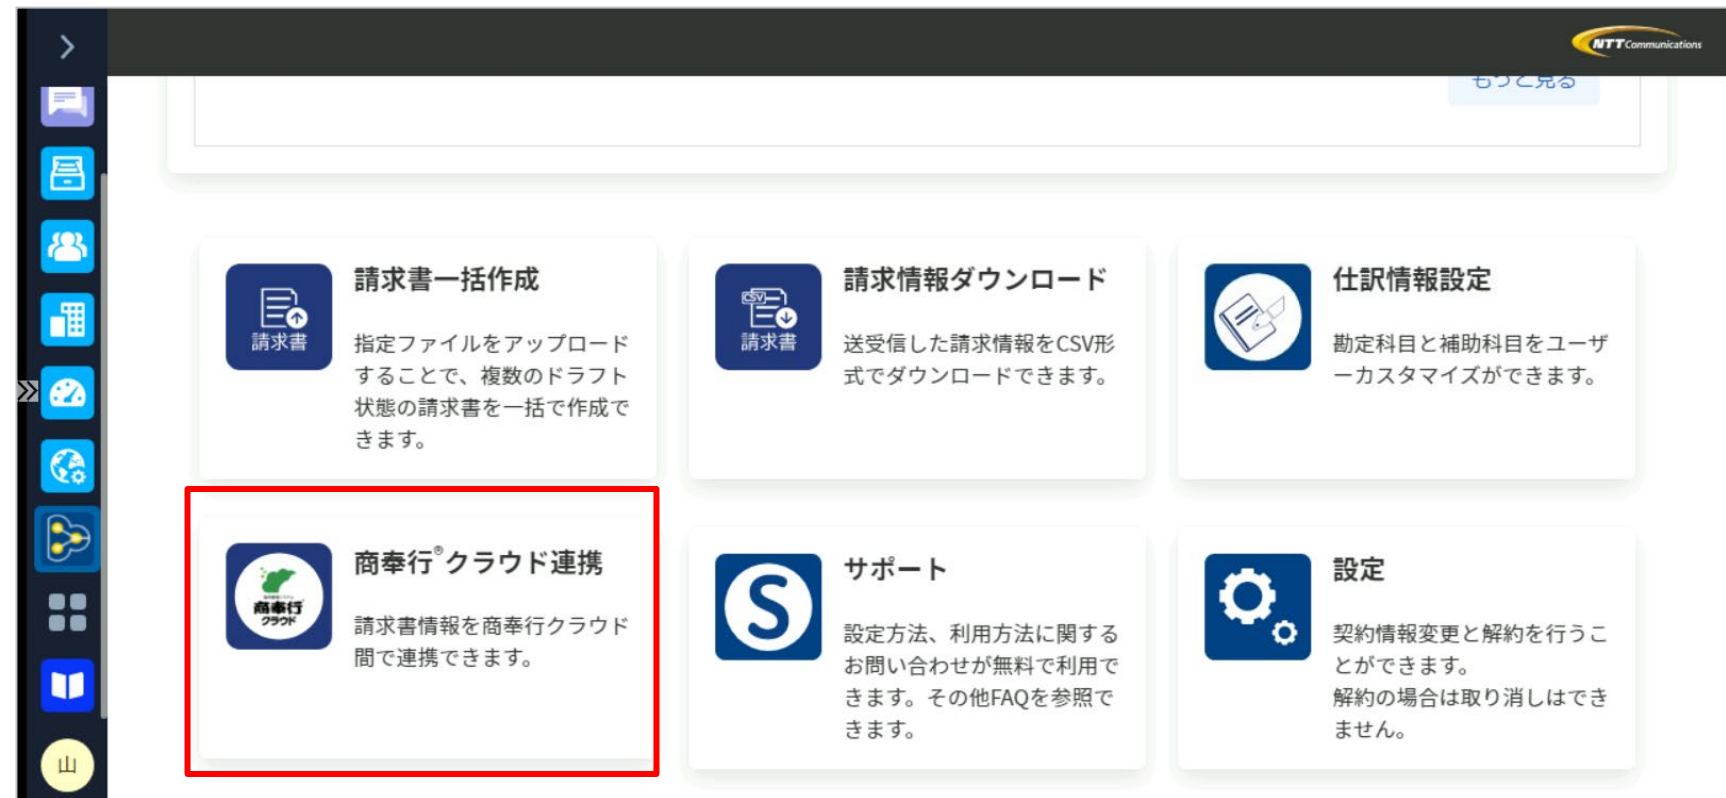 NTT Communications
もっと見る
請求書一括作成
請求書
指定ファイルをアップロード
することで、複数のドラフト
状態の請求書を一括で作成で
きます。
請求情報ダウンロード
CSV
請求書
送受信した請求情報をCSV形
式でダウンロードできます。
仕訳情報設定
勘定科目と補助科目をユーザ
ーカスタマイズができます。
商奉行®クラウド連携
商奉行
クラウド
請求書情報を商奉行クラウド
間で連携できます。
サポート
S
設定方法、利用方法に関する
お問い合わせが無料で利用で
きます。その他FAQを参照で
きます。
設定
契約情報変更と解約を行うこ
とができます。
解約の場合は取り消しはでき
ません。
山